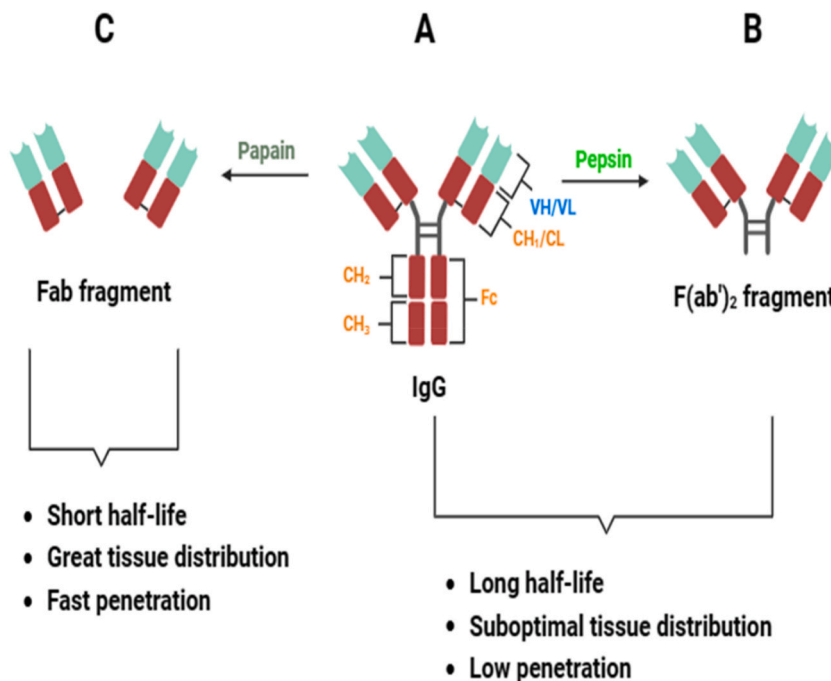 C
A
B
Papain
Pepsin
VH/VL
CH₁/CL
CH₂
Fc
CH₃
Fab fragment
F(ab')₂ fragment
IgG
• Short half-life
• Great tissue distribution
• Fast penetration
• Long half-life
• Suboptimal tissue distribution
• Low penetration